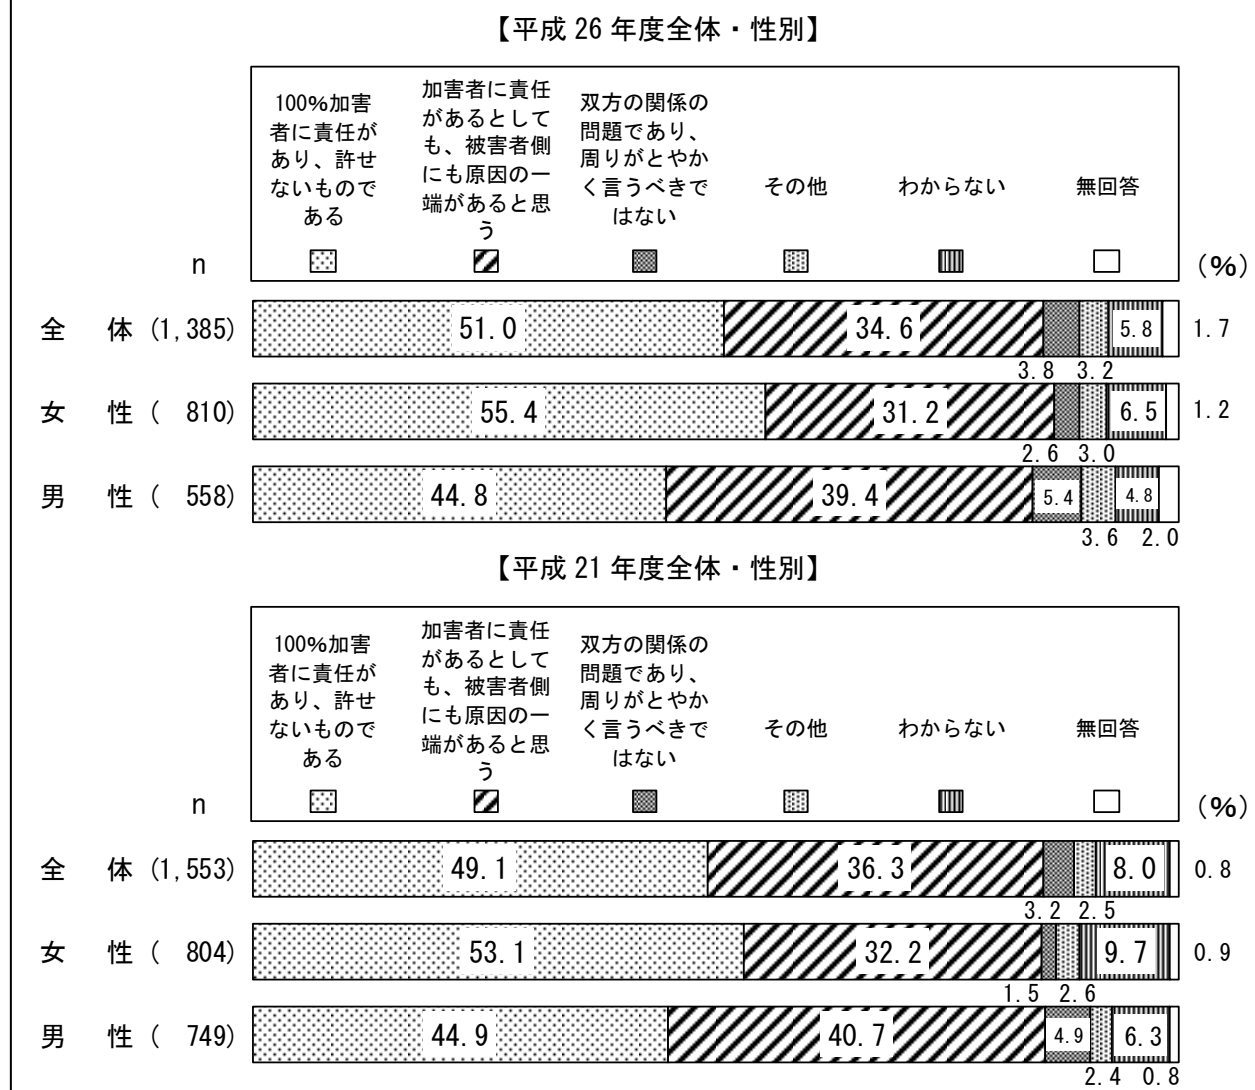 【平成 26 年度全体・性別】
100%加害
者に責任が
あり、許せ
ないもので
ある
加害者に責任
があるとして
も、被害者側
にも原因の一
端があると思
う
双方の関係の
問題であり、
周りがとやか
く言うべきで
はない
その他
わからない
無回答
n
(%)
全 体 (1,385) 51.0 34.6 5.8 1.7
3.8 3.2
女 性 ( 810) 55.4 31.2 6.5 1.2
2.6 3.0
男 性 ( 558) 44.8 39.4 5.4 4.8
3.6 2.0
【平成 21 年度全体・性別】
100%加害
者に責任が
あり、許せ
ないもので
ある
加害者に責任
があるとして
も、被害者側
にも原因の一
端があると思
う
双方の関係の
問題であり、
周りがとやか
く言うべきで
はない
その他
わからない
無回答
n
(%)
全 体 (1,553) 49.1 36.3 8.0 0.8
3.2 2.5
女 性 ( 804) 53.1 32.2 9.7 0.9
1.5 2.6
男 性 ( 749) 44.9 40.7 4.9 6.3
2.4 0.8